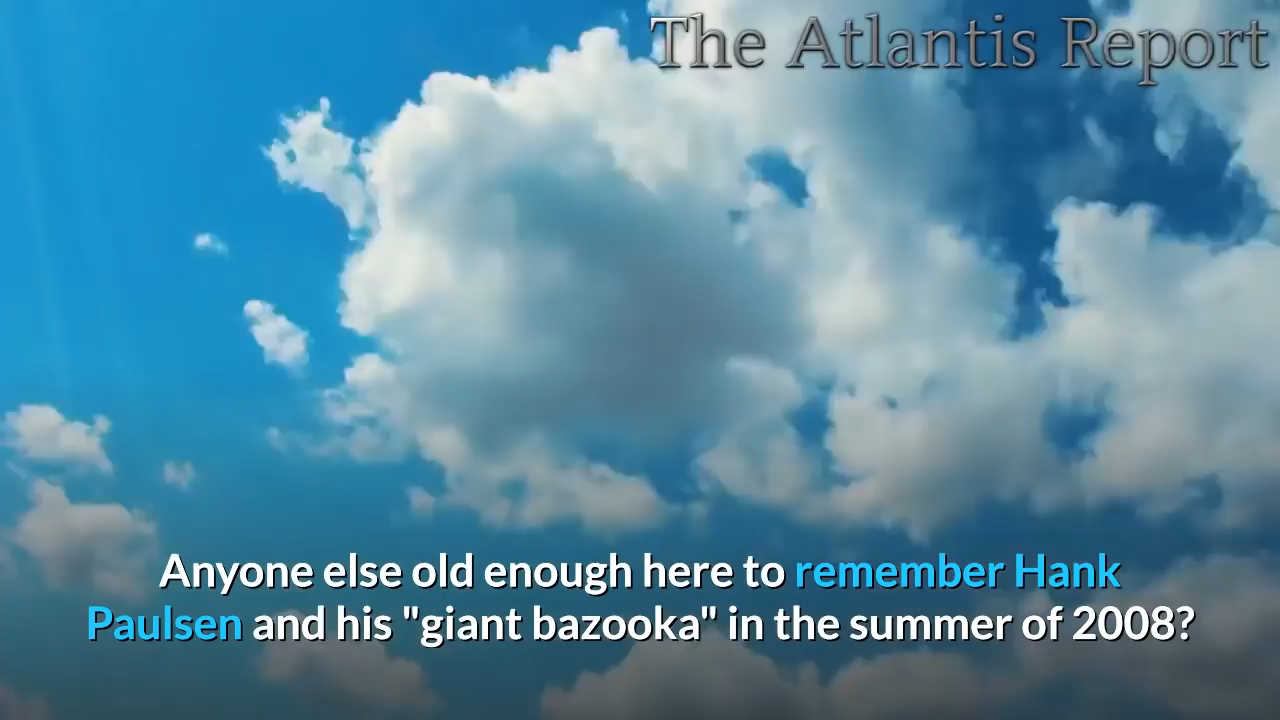 The Atlantis Report
Anyone else old enough here to remember Hank
Paulsen and his "giant bazooka" in the summer of 2008?